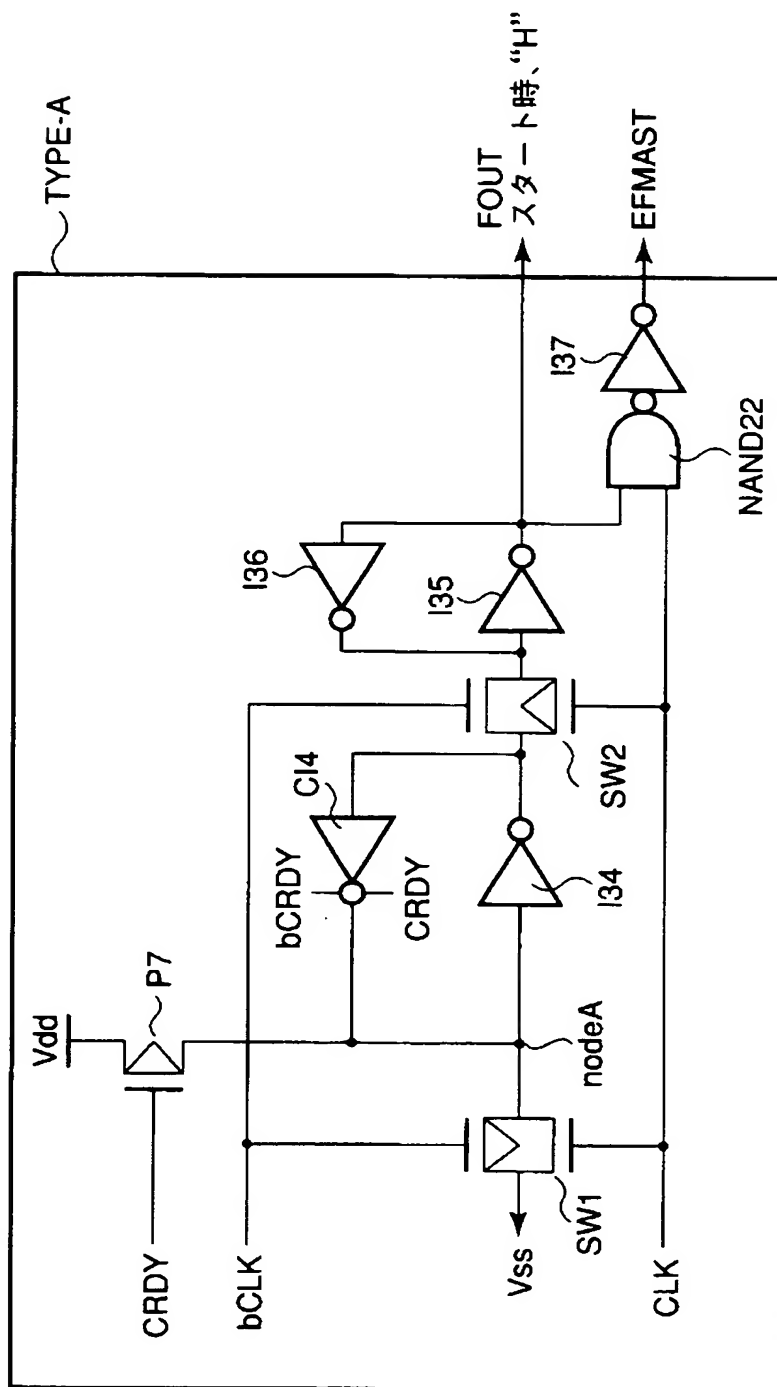 TYPE-A
Vdd
P7
CRDY
bCLK
bCRDY
CI4
CRDY
I36
FOUT
スタート時、“H”
I35
I34
nodeA
SW2
SW1
Vss
CLK
I37
EFMAST
NAND22